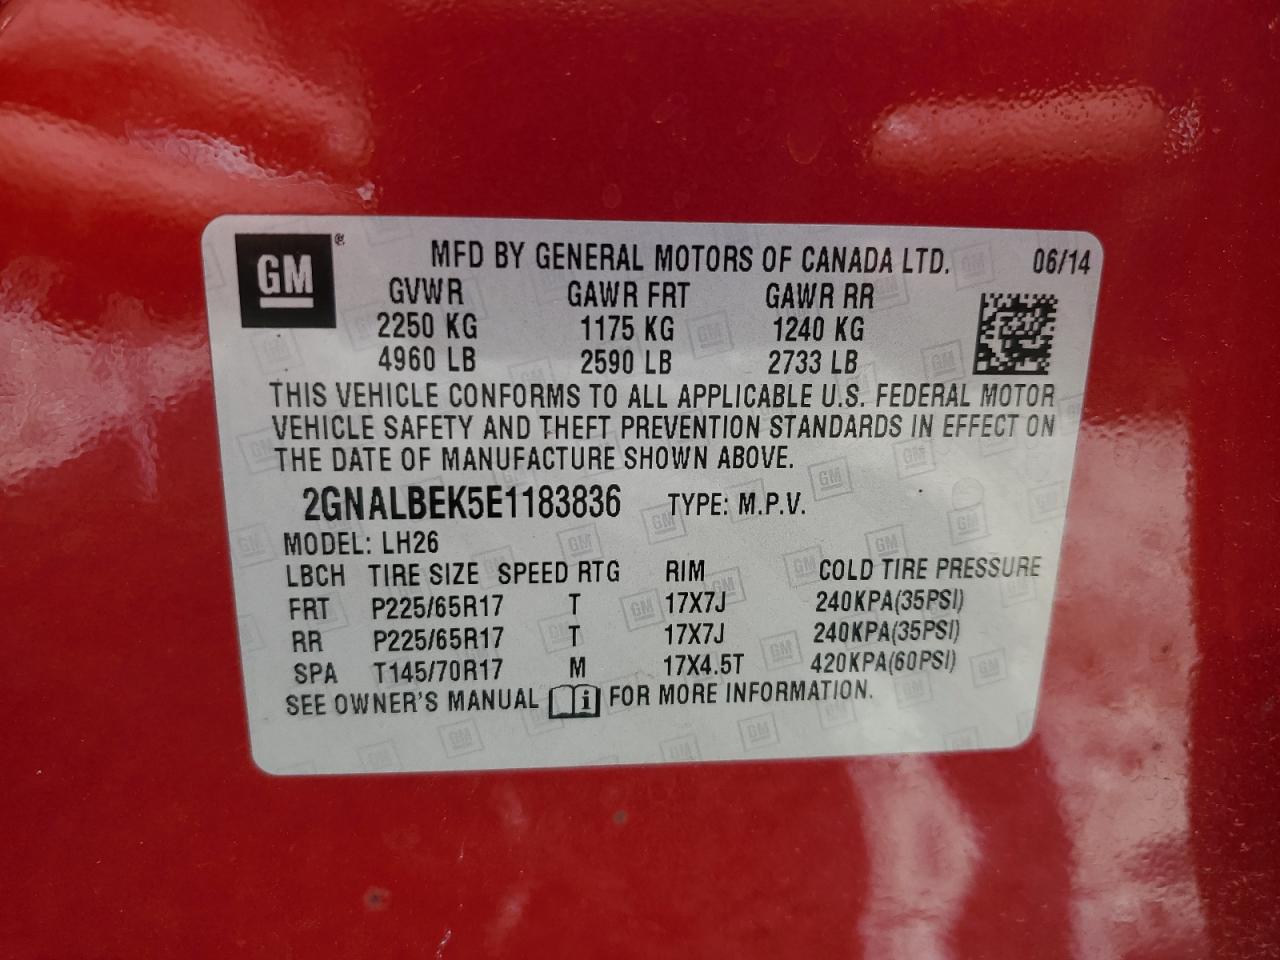 GM ® MFD BY GENERAL MOTORS OF CANADA LTD. 06/14
GVWR GAWR FRT GAWR RR
2250 KG 1175 KG 1240 KG
4960 LB 2590 LB 2733 LB
THIS VEHICLE CONFORMS TO ALL APPLICABLE U.S. FEDERAL MOTOR
VEHICLE SAFETY AND THEFT PREVENTION STANDARDS IN EFFECT ON
THE DATE OF MANUFACTURE SHOWN ABOVE.
2GNALBEK5E1183836 TYPE: M.P.V.
MODEL: LH26
LBCH TIRE SIZE SPEED RTG RIM COLD TIRE PRESSURE
FRT P225/65R17 T 17X7J 240KPA(35PSI)
RR P225/65R17 T 17X7J 240KPA(35PSI)
SPA T145/70R17 M 17X4.5T 420KPA(60PSI)
SEE OWNER'S MANUAL i FOR MORE INFORMATION.